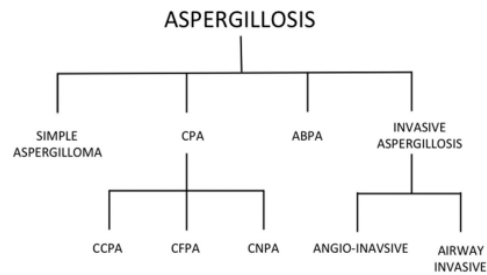 ASPERGILLOSIS
SIMPLE
ASPERGILLOMA
CPA
ABPA
INVASIVE
ASPERGILLOSIS
CCPA
CFPA
CNPA
ANGIO-INAVSIVE
AIRWAY
INVASIVE